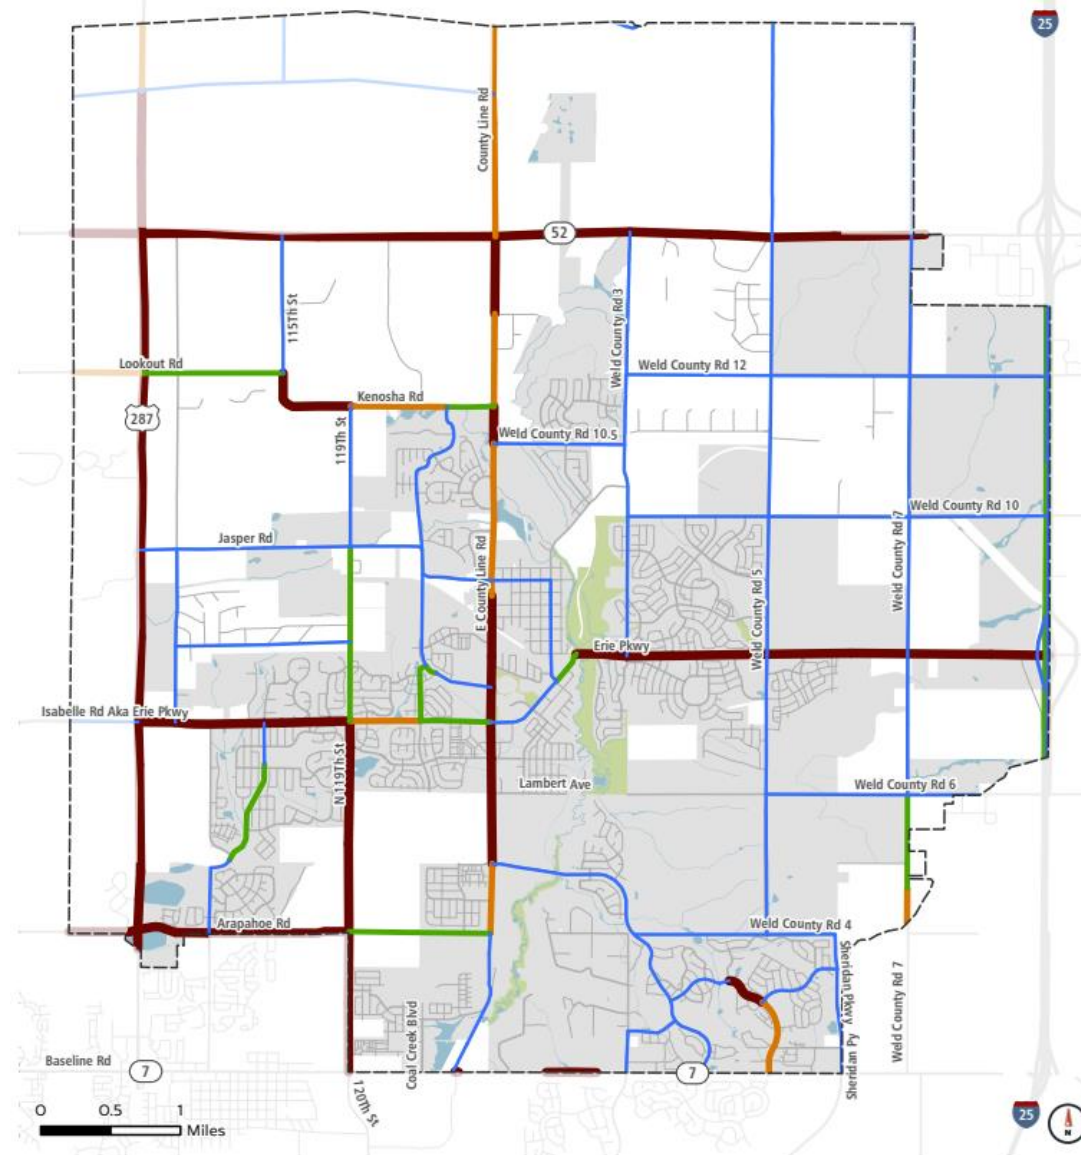 25
County Line Rd
52
115Th St
Weld County Rd 3
Lookout Rd
Weld County Rd 12
Kenosha Rd
287
119Th St
Weld County Rd 10.5
Weld County Rd 10
Jasper Rd
E County Line Rd
Weld County Rd 5
Weld County Rd 7
Erie Pkwy
Isabelle Rd Aka Erie Pkwy
N 119Th St
Lambert Ave
Weld County Rd 6
Arapahoe Rd
Weld County Rd 4
Sheridan Pkwy
Weld County Rd 7
Coal Creek Blvd
Sheridan Py
Baseline Rd
7
7
120Th St
0 0.5 1
Miles
25
N